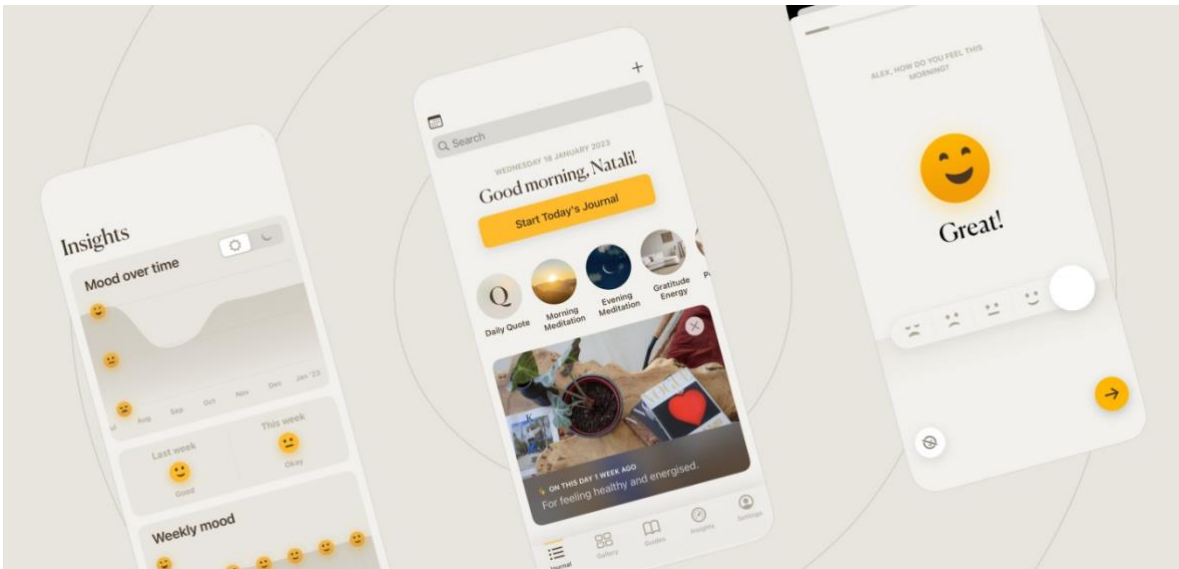 Insights
Mood over time
Aug
Sep
Oct
Nov
Dec
Jan '23
Last week
This week
Good
Okay
Weekly mood
Search
WEDNESDAY 18 JANUARY 2023
Good morning, Natali!
Start Today's Journal
Q
Daily Quote
Morning
Meditation
Evening
Meditation
Gratitude
Energy
VOGUE
ON THIS DAY 1 WEEK AGO
For feeling healthy and energised.
Journal
Gallery
Guides
Insights
Settings
ALEX, HOW DO YOU FEEL THIS
MORNING?
Great!